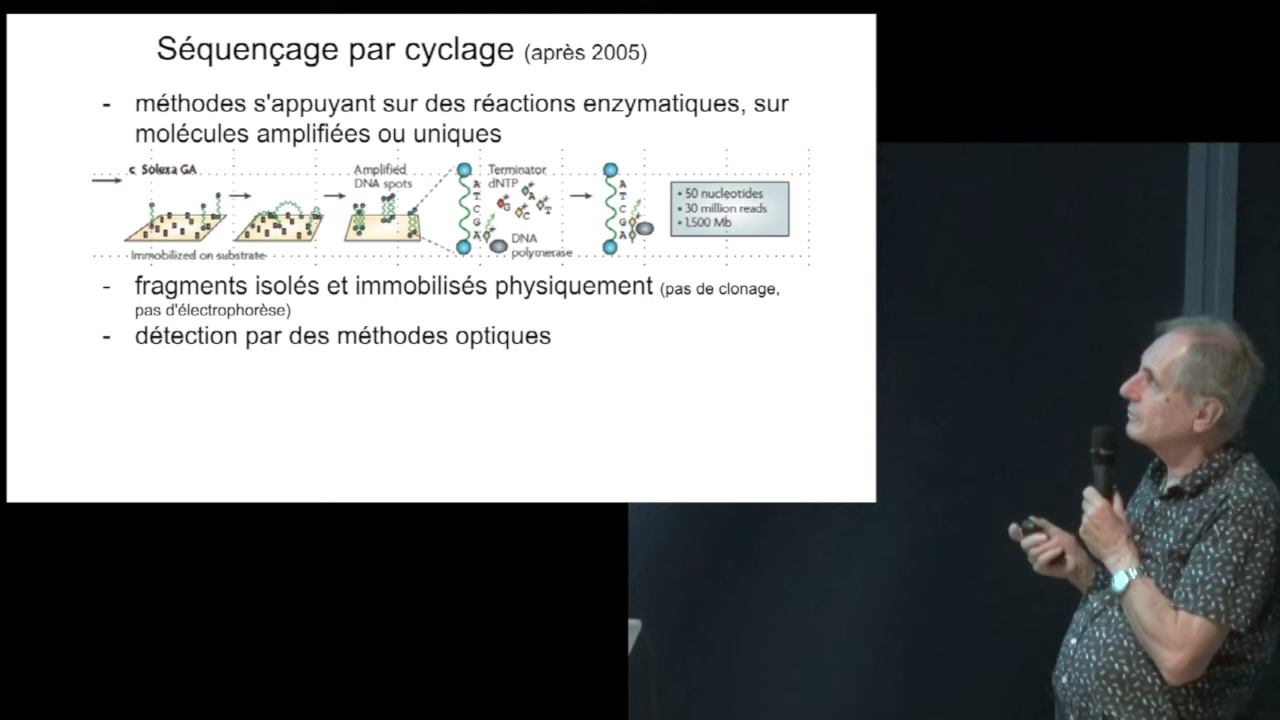 Séquençage par cyclage (après 2005)
- méthodes s'appuyant sur des réactions enzymatiques, sur
molécules amplifiées ou uniques
c Solexa GA
Immobilized on substrate
Amplified
DNA spots
A
T
C
G
A
Terminator
dNTP
G
A
C
T
DNA
polymerase
A
T
C
G
A
• 50 nucleotides
• 30 million reads
• 1,500 Mb
- fragments isolés et immobilisés physiquement (pas de clonage,
pas d'électrophorèse)
- détection par des méthodes optiques